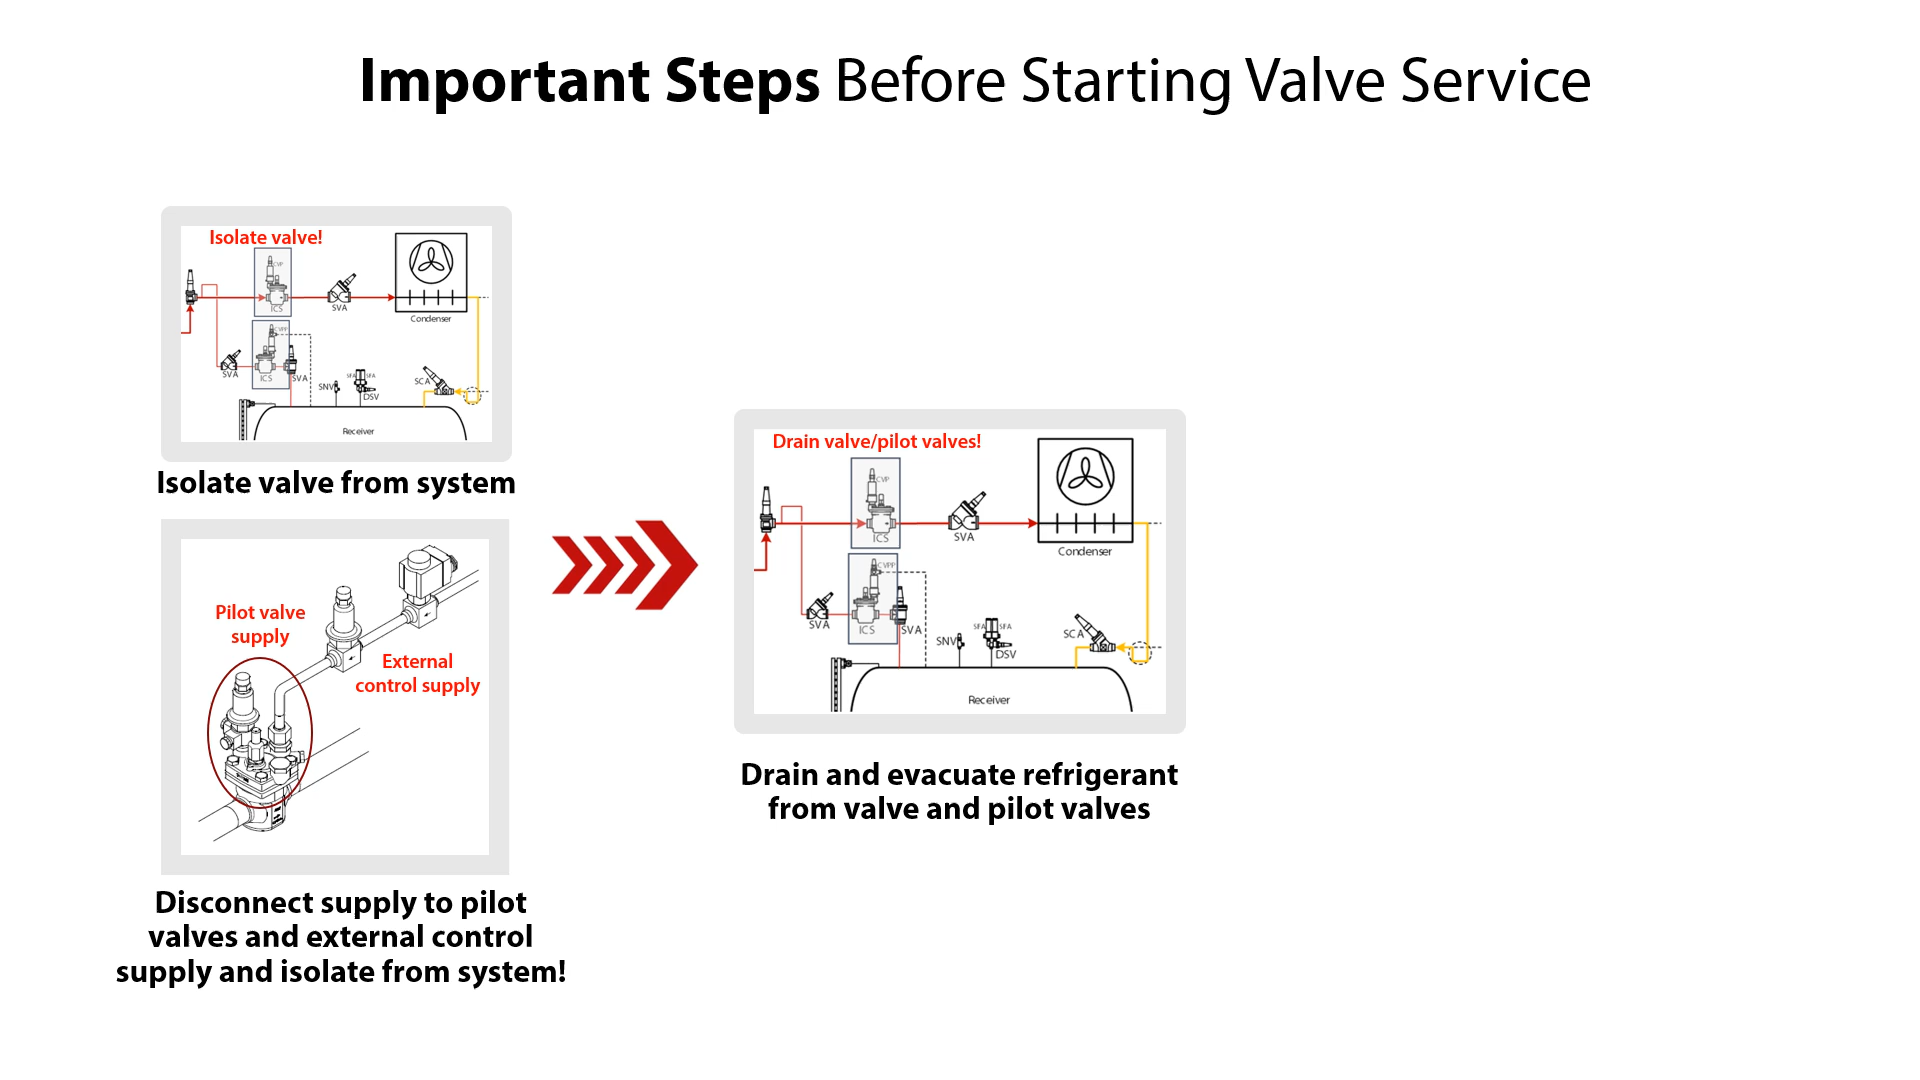 Important Steps Before Starting Valve Service
Isolate valve!
CVP
ICS
SVA
Condenser
CVPP
SVA
ICS
SVA
SNV
SFA
SFA
DSV
SCA
Receiver
Isolate valve from system
Pilot valve
supply
External
control supply
Disconnect supply to pilot
valves and external control
supply and isolate from system!
Drain valve/pilot valves!
CVP
ICS
SVA
Condenser
CVPP
SVA
ICS
SVA
SNV
SFA
SFA
DSV
SCA
Receiver
Drain and evacuate refrigerant
from valve and pilot valves